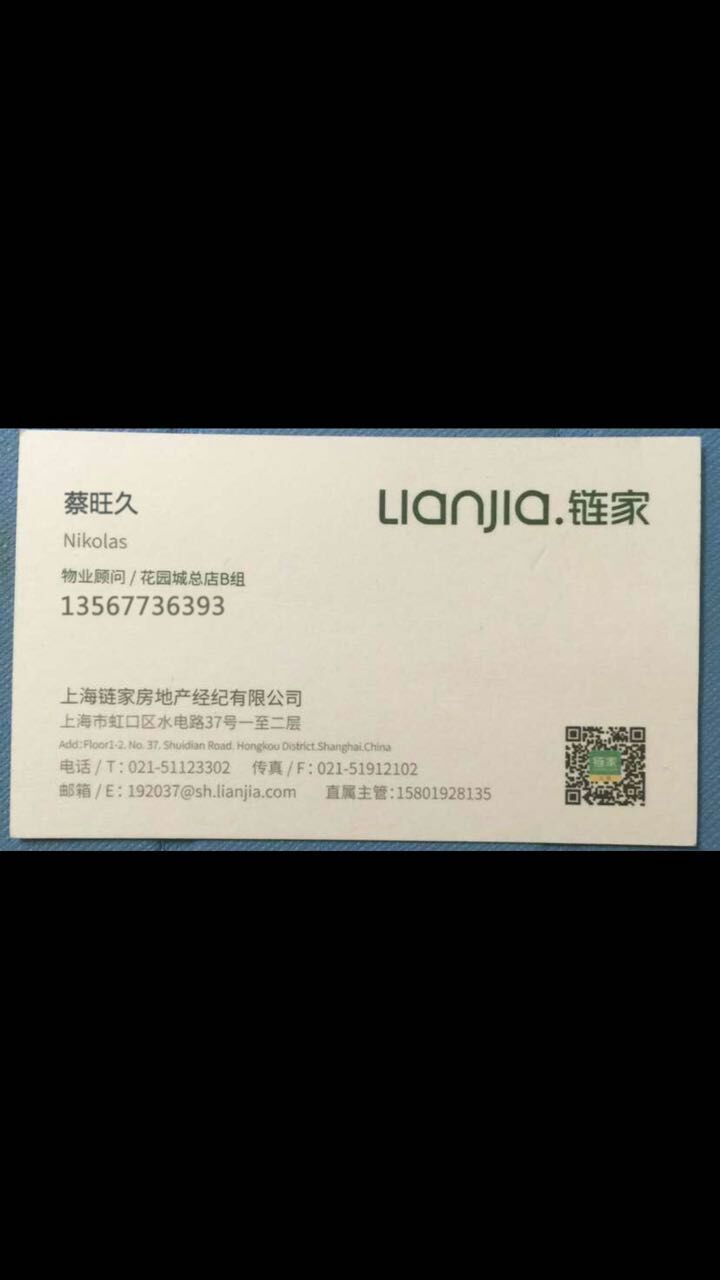 蔡旺久
Lianjia.链家
Nikolas
物业顾问 / 花园城总店B组
13567736393
上海链家房地产经纪有限公司
上海市虹口区水电路37号一至二层
Add:Floor1-2. No. 37. Shuidian Road. Hongkou District.Shanghai.China
电话 / T : 021-51123302 传真 / F : 021-51912102
邮箱 / E : 192037@sh.lianjia.com 直属主管:15801928135
链家